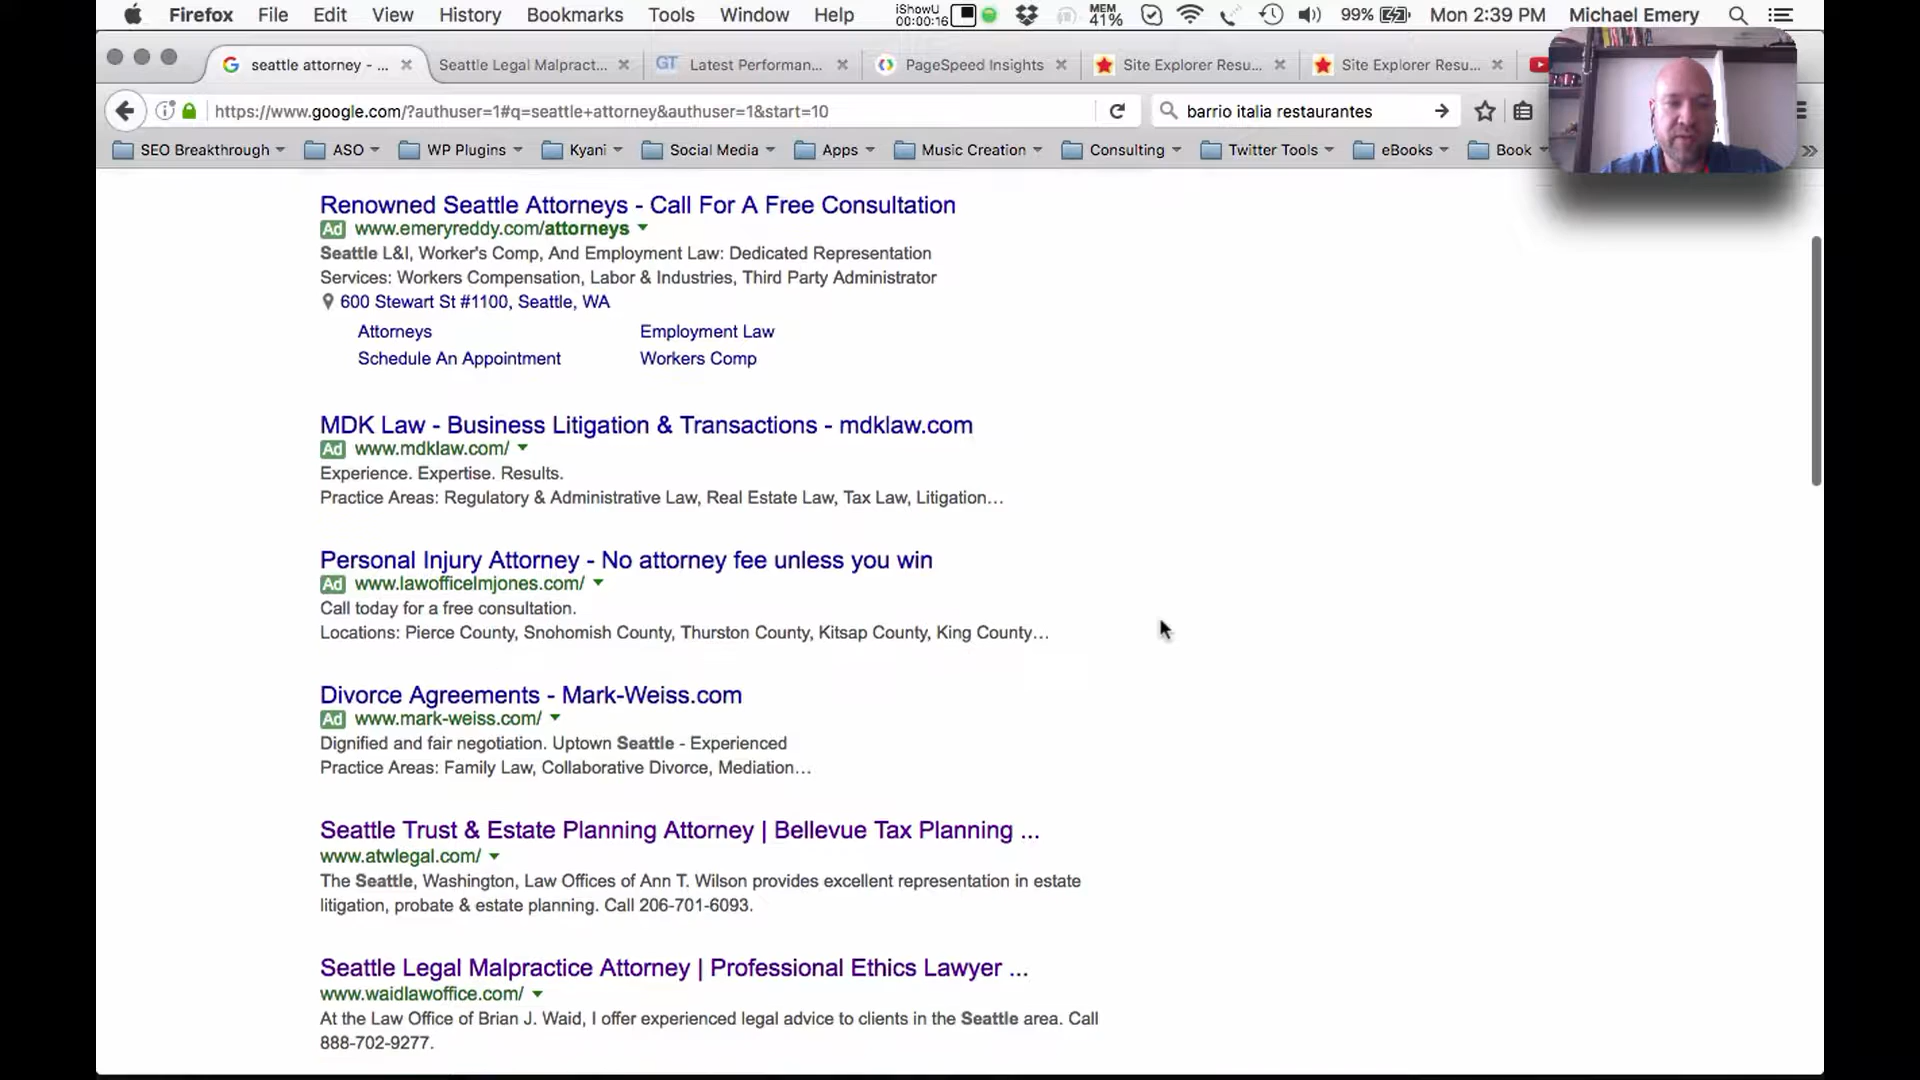 Firefox File Edit View History Bookmarks Tools Window Help iShowU 00:00:16 MEM 41% 99% Mon 2:39 PM Michael Emery
seattle attorney - ... Seattle Legal Malpract... GT Latest Performan... PageSpeed Insights Site Explorer Resu... Site Explorer Resu...
https://www.google.com/?authuser=1#q=seattle+attorney&authuser=1&start=10 barrio italia restaurantes
SEO Breakthrough ASO WP Plugins Kyani Social Media Apps Music Creation Consulting Twitter Tools eBooks Book
Renowned Seattle Attorneys - Call For A Free Consultation
Ad www.emeryreddy.com/attorneys
Seattle L&I, Worker's Comp, And Employment Law: Dedicated Representation
Services: Workers Compensation, Labor & Industries, Third Party Administrator
600 Stewart St #1100, Seattle, WA
Attorneys Employment Law
Schedule An Appointment Workers Comp
MDK Law - Business Litigation & Transactions - mdklaw.com
Ad www.mdklaw.com/
Experience. Expertise. Results.
Practice Areas: Regulatory & Administrative Law, Real Estate Law, Tax Law, Litigation...
Personal Injury Attorney - No attorney fee unless you win
Ad www.lawofficelmjones.com/
Call today for a free consultation.
Locations: Pierce County, Snohomish County, Thurston County, Kitsap County, King County...
Divorce Agreements - Mark-Weiss.com
Ad www.mark-weiss.com/
Dignified and fair negotiation. Uptown Seattle - Experienced
Practice Areas: Family Law, Collaborative Divorce, Mediation...
Seattle Trust & Estate Planning Attorney | Bellevue Tax Planning ...
www.atwlegal.com/
The Seattle, Washington, Law Offices of Ann T. Wilson provides excellent representation in estate
litigation, probate & estate planning. Call 206-701-6093.
Seattle Legal Malpractice Attorney | Professional Ethics Lawyer ...
www.waidlawoffice.com/
At the Law Office of Brian J. Waid, I offer experienced legal advice to clients in the Seattle area. Call
888-702-9277.